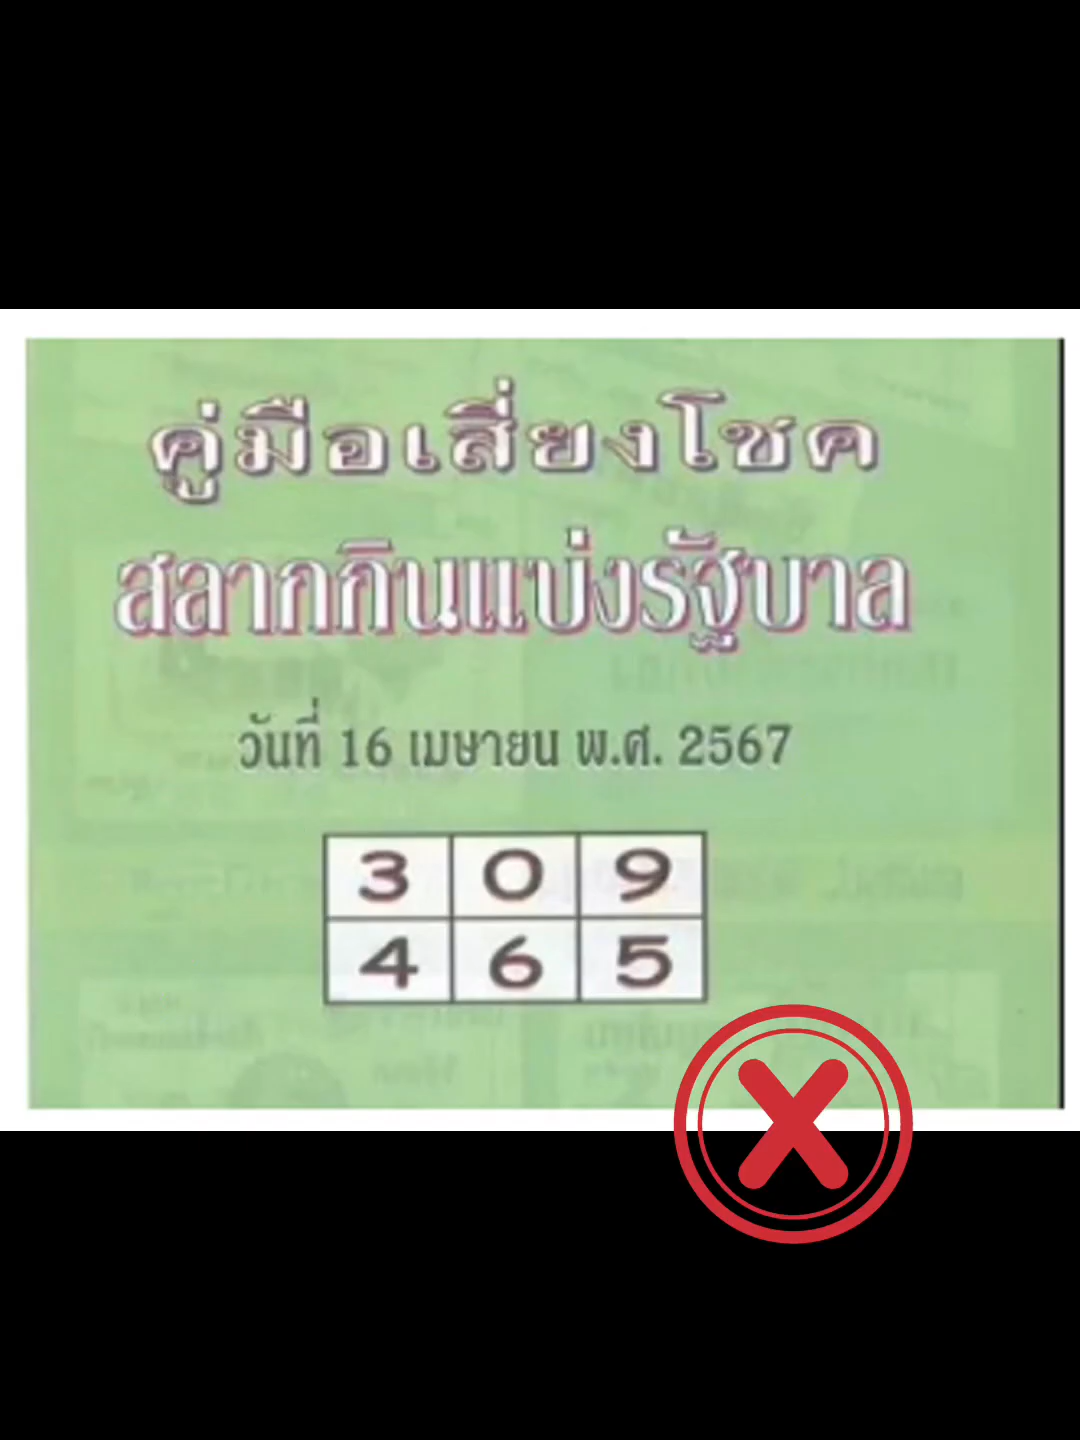 คู่มือเสี่ยงโชค
สลากกินแบ่งรัฐบาล
วันที่ 16 เมษายน พ.ศ. 2567
3 0 9
4 6 5